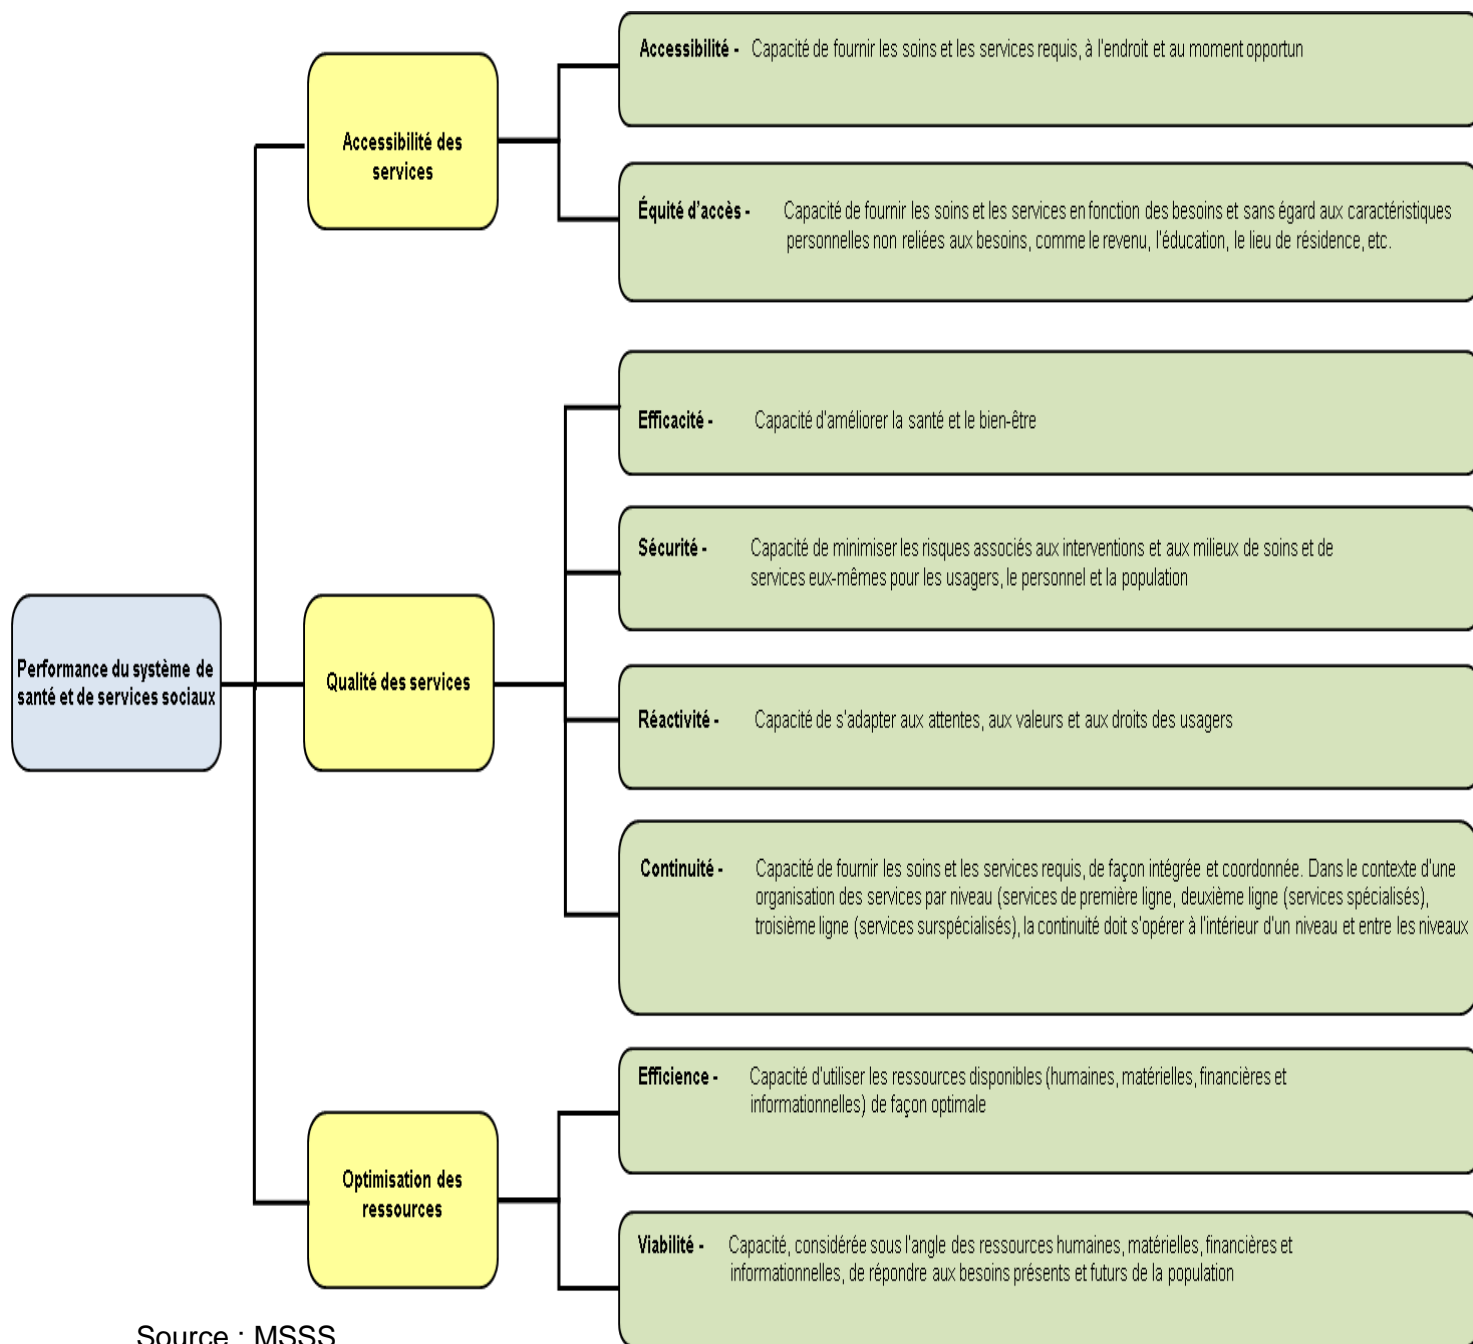 Accessibilité - Capacité de fournir les soins et les services requis, à l'endroit et au moment opportun
Accessibilité des
services
Équité d'accès - Capacité de fournir les soins et les services en fonction des besoins et sans égard aux caractéristiques
personnelles non reliées aux besoins, comme le revenu, l'éducation, le lieu de résidence, etc.
Efficacité - Capacité d'améliorer la santé et le bien-être
Sécurité - Capacité de minimiser les risques associés aux interventions et aux milieux de soins et de
services eux-mêmes pour les usagers, le personnel et la population
Performance du système de
santé et de services sociaux
Qualité des services
Réactivité - Capacité de s'adapter aux attentes, aux valeurs et aux droits des usagers
Continuité - Capacité de fournir les soins et les services requis, de façon intégrée et coordonnée. Dans le contexte d'une
organisation des services par niveau (services de première ligne, deuxième ligne (services spécialisés),
troisième ligne (services surspécialisés), la continuité doit s'opérer à l'intérieur d'un niveau et entre les niveaux
Efficience - Capacité d'utiliser les ressources disponibles (humaines, matérielles, financières et
informationnelles) de façon optimale
Optimisation des
ressources
Viabilité - Capacité, considérée sous l'angle des ressources humaines, matérielles, financières et
informationnelles, de répondre aux besoins présents et futurs de la population
Source : MSSS